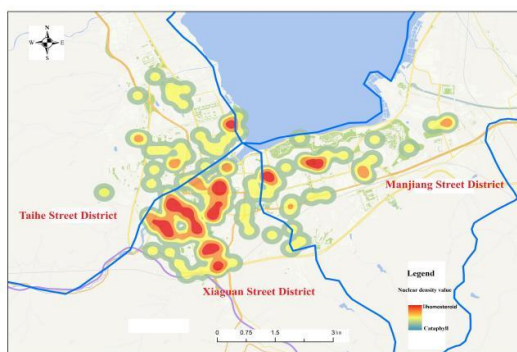 N
W E
S
Taihe Street District
Manjiang Street District
Xiaguan Street District
Legend
Nuclear density value
Cataphyll
0 0.75 1.5 3